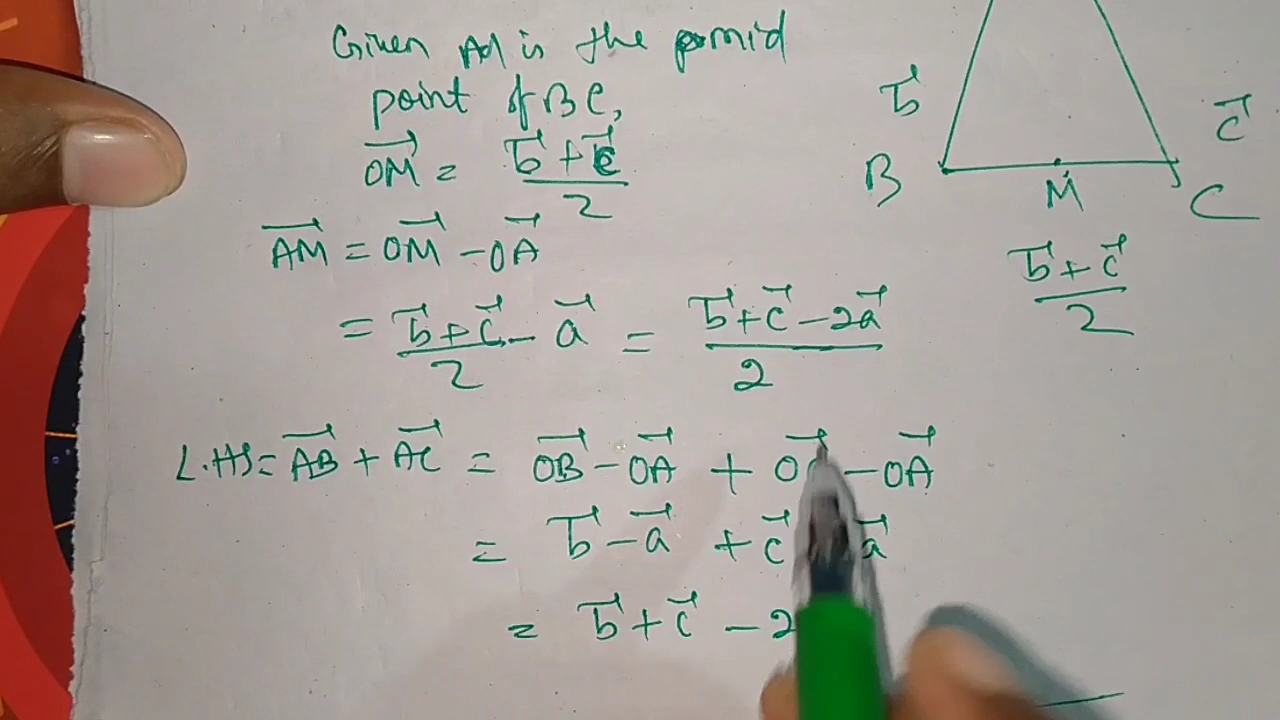 Given M is the mid
point of BC,
OM⃗ = (b⃗ + c⃗)/2
AM⃗ = OM⃗ - OA⃗
= (b⃗ + c⃗)/2 - a⃗ = (b⃗ + c⃗ - 2a⃗)/2
L.HS = AB⃗ + AC⃗ = OB⃗ - OA⃗ + O - OA⃗
= b⃗ - a⃗ + c⃗ a⃗
= b⃗ + c⃗ - 2
b⃗
c⃗
B
M
C
(b⃗ + c⃗)/2